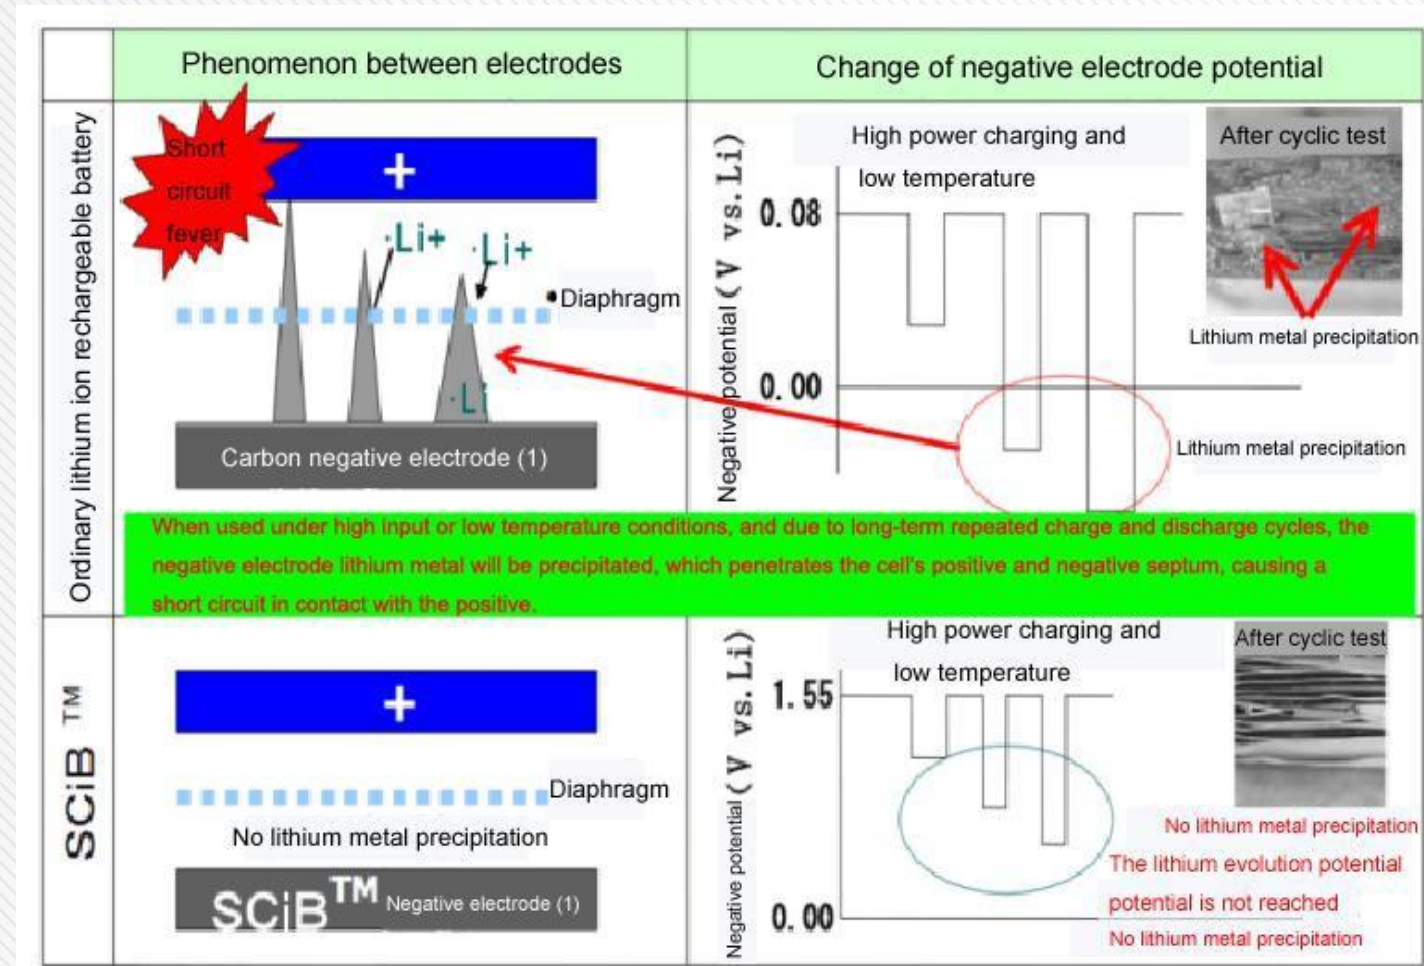 Phenomenon between electrodes
Change of negative electrode potential
Ordinary lithium ion rechargeable battery
Short
circuit
fever
+
·Li+
·Li+
Diaphragm
·Li
Carbon negative electrode (1)
Negative potential (V vs.Li)
High power charging and
low temperature
0.08
0.00
After cyclic test
Lithium metal precipitation
Lithium metal precipitation
When used under high input or low temperature conditions, and due to long-term repeated charge and discharge cycles, the
negative electrode lithium metal will be precipitated, which penetrates the cell's positive and negative septum, causing a
short circuit in contact with the positive.
SCiB™
+
Diaphragm
No lithium metal precipitation
SCiB™ Negative electrode (1)
Negative potential (V vs.Li)
High power charging and
low temperature
1.55
0.00
After cyclic test
No lithium metal precipitation
The lithium evolution potential
potential is not reached
No lithium metal precipitation